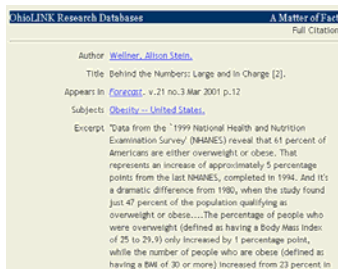 OhioLINK Research Databases A Matter of Fact
Full Citation
Author Wellner, Alison Stein.
Title Behind the Numbers: Large and In Charge [2].
Appears in Forecast. v.21 no.3 Mar 2001 p.12
Subjects Obesity -- United States.
Excerpt "Data from the `1999 National Health and Nutrition
Examination Survey' (NHANES) reveal that 61 percent of
Americans are either overweight or obese. That
represents an increase of approximately 5 percentage
points from the last NHANES, completed in 1994. And it's
a dramatic difference from 1980, when the study found
just 47 percent of the population qualifying as
overweight or obese....The percentage of people who
were overweight (defined as having a Body Mass Index
of 25 to 29.9) only increased by 1 percentage point,
while the number of people who are obese (defined as
having a BMI of 30 or more) increased from 23 percent in